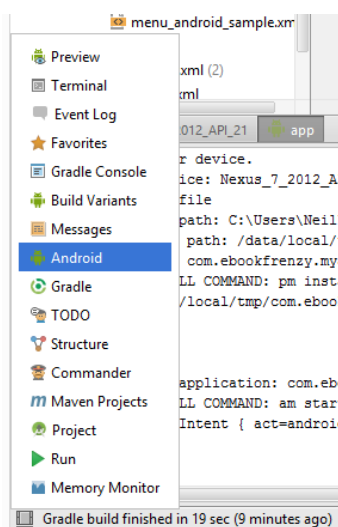 menu_android_sample.xm
Preview
xml (2)
Terminal
xml
Event Log
2012_API_21 app
Favorites
r device.
Gradle Console
ice: Nexus_7_2012_A
Build Variants
file
Messages
path: C:\Users\Neil
path: /data/local/
Android
com.ebookfrenzy.my
Gradle
LL COMMAND: pm inst
/local/tmp/com.eboo
TODO
Structure
Commander
application: com.eb
Maven Projects
LL COMMAND: am star
Project
Intent { act=androi
Run
Memory Monitor
Gradle build finished in 19 sec (9 minutes ago)